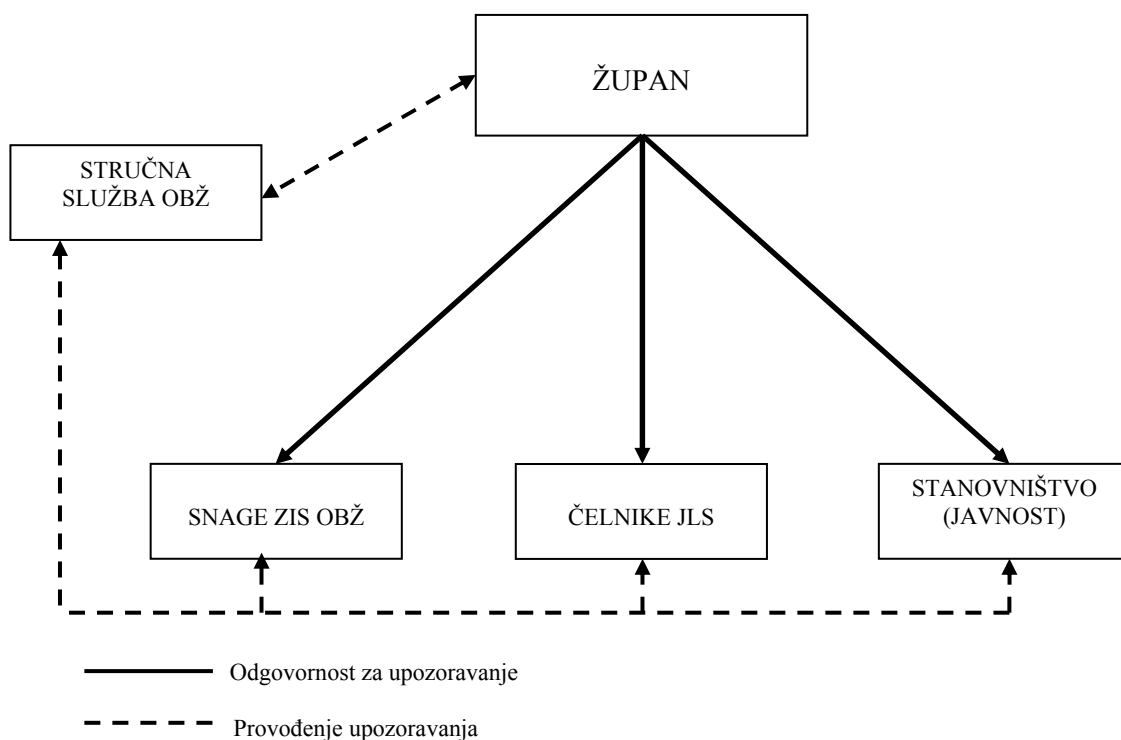 ŽUPAN
STRUČNA
SLUŽBA OBŽ
SNAGE ZIS OBŽ
ČELNIKE JLS
STANOVNIŠTVO
(JAVNOST)
Odgovornost za upozoravanje
Provođenje upozoravanja